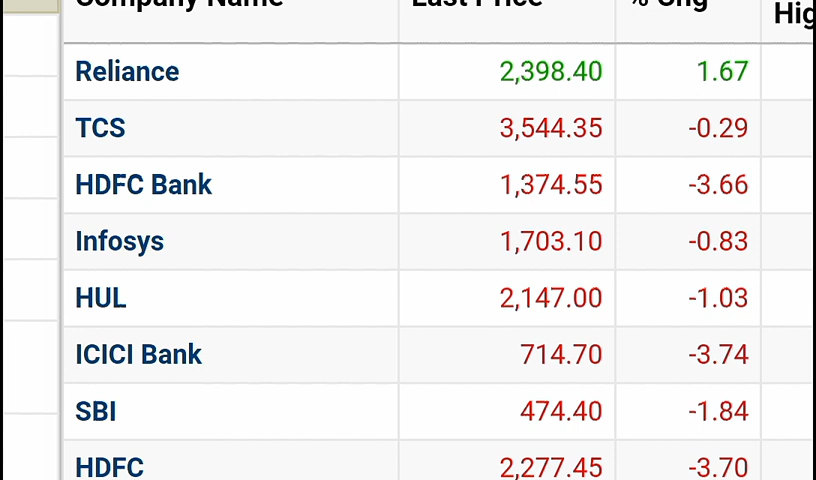 Company Name Last Price % Chg
Hig
Reliance 2,398.40 1.67
TCS 3,544.35 -0.29
HDFC Bank 1,374.55 -3.66
Infosys 1,703.10 -0.83
HUL 2,147.00 -1.03
ICICI Bank 714.70 -3.74
SBI 474.40 -1.84
HDFC 2,277.45 -3.70